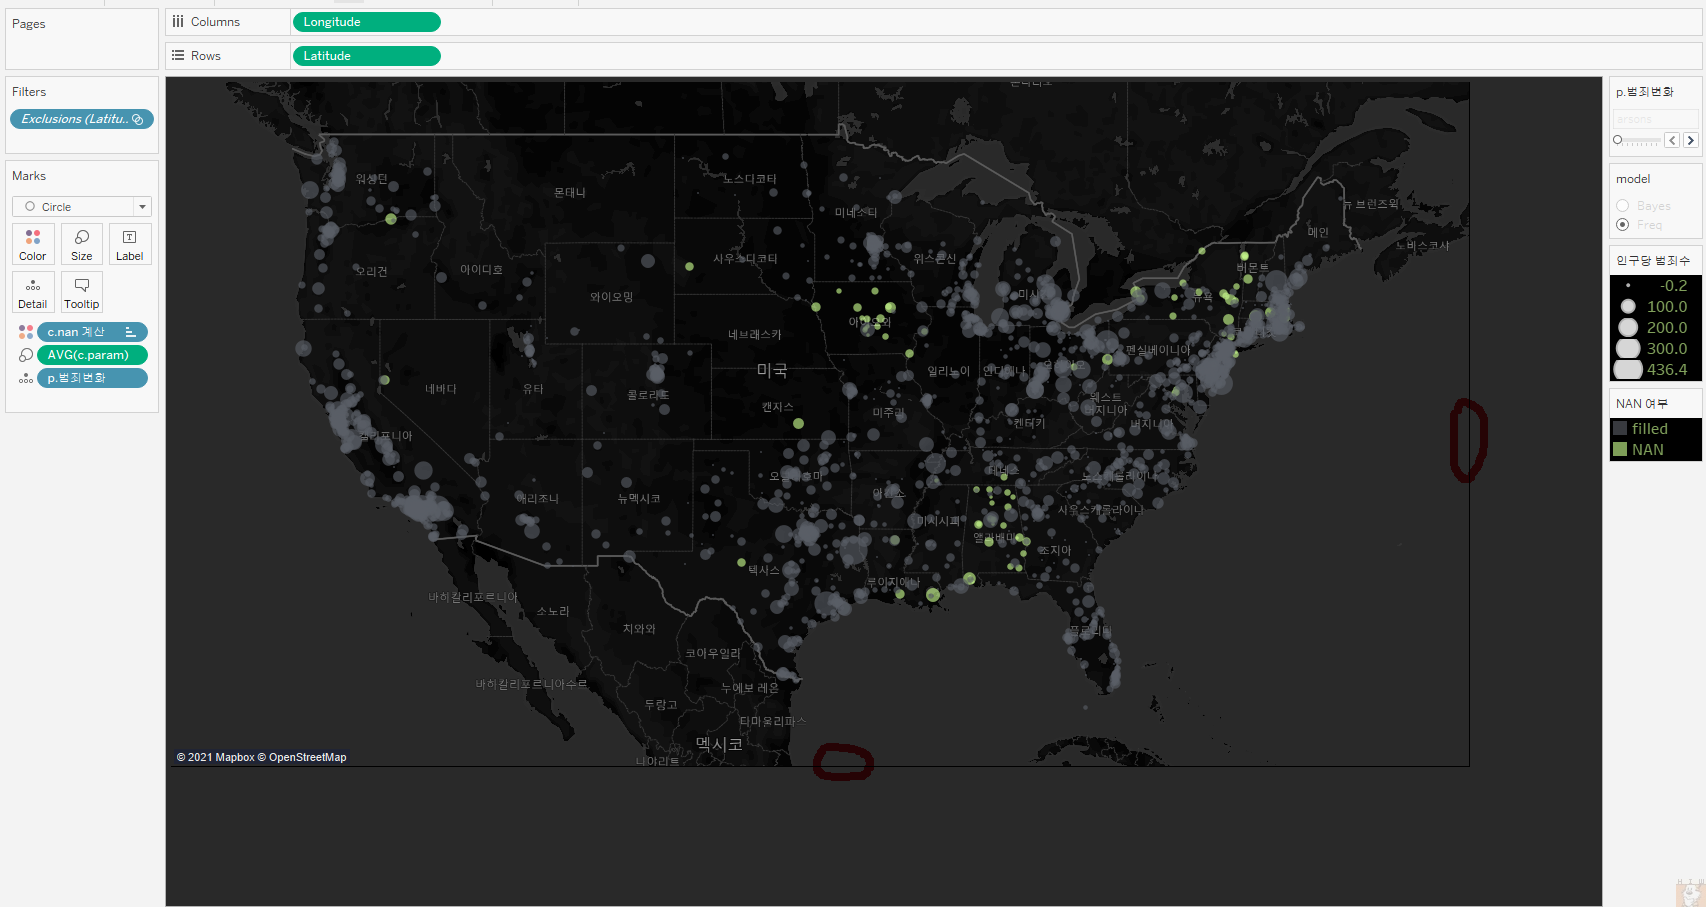 Pages
Columns
Longitude
Rows
Latitude
Filters
Exclusions (Latitu..
Marks
Circle
Color
Size
Label
Detail
Tooltip
c.nan 계산
AVG(c.param)
p.범죄변화
워싱턴
몬태나
노스다코타
미네소타
오리건
아이다호
와이오밍
사우스다코타
위스콘신
미시
메인
뉴 브런즈윅
노바스코샤
버몬트
뉴욕
아이오와
네브래스카
미국
일리노이
인디애나
펜실베이니아
네바다
유타
콜로라도
캔자스
미주리
켄터키
웨스트
버지니아
버지니아
캘리포니아
애리조니
뉴멕시코
오클라호마
아칸소
테네스
노스캐롤라이나
미시시피
앨라배마
사우스캐롤라이나
조지아
텍사스
루이지애나
플로리다
바하칼리포르니아
소노라
치와와
코아우일라
바하칼리포르니아수르
두랑고
누에보 레온
타마울리파스
멕시코
나야리트
© 2021 Mapbox © OpenStreetMap
p.범죄변화
arsons
model
Bayes
Freq
인구당 범죄수
-0.2
100.0
200.0
300.0
436.4
NAN 여부
filled
NAN